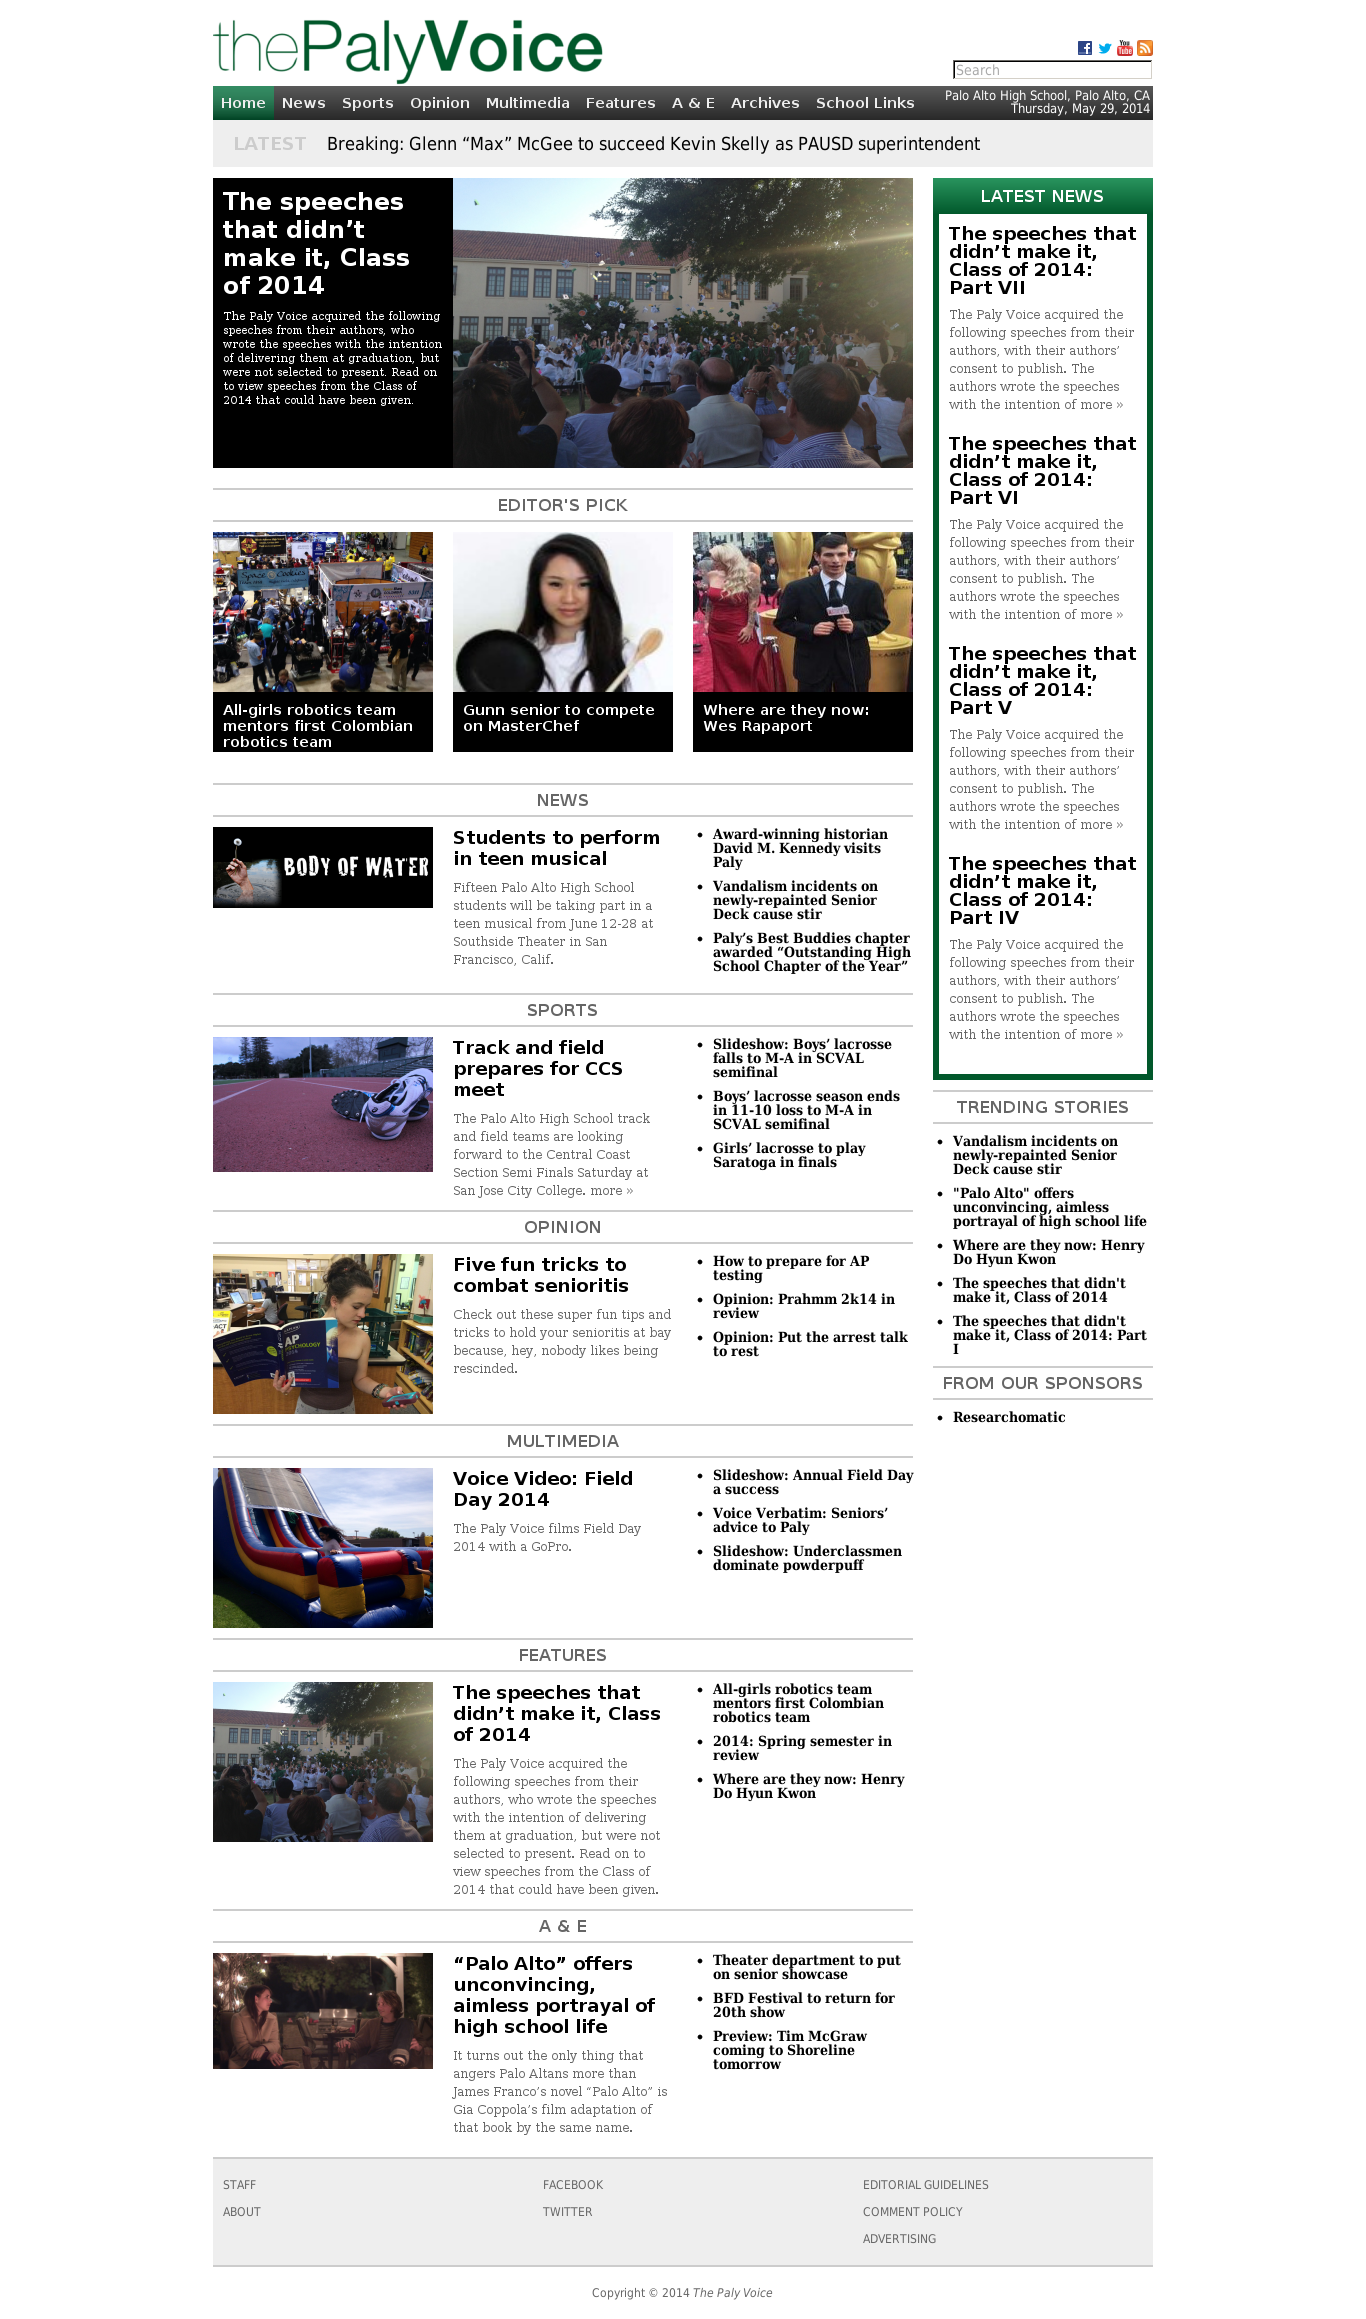 thePalyVoice
Search
Home News Sports Opinion Multimedia Features A & E Archives School Links
Palo Alto High School, Palo Alto, CA
Thursday, May 29, 2014
LATEST Breaking: Glenn “Max” McGee to succeed Kevin Skelly as PAUSD superintendent
The speeches
that didn’t
make it, Class
of 2014
The Paly Voice acquired the following
speeches from their authors, who
wrote the speeches with the intention
of delivering them at graduation, but
were not selected to present. Read on
to view speeches from the Class of
2014 that could have been given.
EDITOR'S PICK
All-girls robotics team
mentors first Colombian
robotics team
Gunn senior to compete
on MasterChef
Where are they now:
Wes Rapaport
NEWS
BODY OF WATER
Students to perform
in teen musical
Fifteen Palo Alto High School
students will be taking part in a
teen musical from June 12-28 at
Southside Theater in San
Francisco, Calif.
• Award-winning historian
David M. Kennedy visits
Paly
• Vandalism incidents on
newly-repainted Senior
Deck cause stir
• Paly’s Best Buddies chapter
awarded “Outstanding High
School Chapter of the Year”
SPORTS
Track and field
prepares for CCS
meet
The Palo Alto High School track
and field teams are looking
forward to the Central Coast
Section Semi Finals Saturday at
San Jose City College. more »
• Slideshow: Boys’ lacrosse
falls to M-A in SCVAL
semifinal
• Boys’ lacrosse season ends
in 11-10 loss to M-A in
SCVAL semifinal
• Girls’ lacrosse to play
Saratoga in finals
OPINION
AP
PSYCHOLOGY
Five fun tricks to
combat senioritis
Check out these super fun tips and
tricks to hold your senioritis at bay
because, hey, nobody likes being
rescinded.
• How to prepare for AP
testing
• Opinion: Prahmm 2k14 in
review
• Opinion: Put the arrest talk
to rest
MULTIMEDIA
Voice Video: Field
Day 2014
The Paly Voice films Field Day
2014 with a GoPro.
• Slideshow: Annual Field Day
a success
• Voice Verbatim: Seniors’
advice to Paly
• Slideshow: Underclassmen
dominate powderpuff
FEATURES
The speeches that
didn’t make it, Class
of 2014
The Paly Voice acquired the
following speeches from their
authors, who wrote the speeches
with the intention of delivering
them at graduation, but were not
selected to present. Read on to
view speeches from the Class of
2014 that could have been given.
• All-girls robotics team
mentors first Colombian
robotics team
• 2014: Spring semester in
review
• Where are they now: Henry
Do Hyun Kwon
A & E
“Palo Alto” offers
unconvincing,
aimless portrayal of
high school life
It turns out the only thing that
angers Palo Altans more than
James Franco’s novel “Palo Alto” is
Gia Coppola’s film adaptation of
that book by the same name.
• Theater department to put
on senior showcase
• BFD Festival to return for
20th show
• Preview: Tim McGraw
coming to Shoreline
tomorrow
LATEST NEWS
The speeches that
didn’t make it,
Class of 2014:
Part VII
The Paly Voice acquired the
following speeches from their
authors, with their authors’
consent to publish. The
authors wrote the speeches
with the intention of more »
The speeches that
didn’t make it,
Class of 2014:
Part VI
The Paly Voice acquired the
following speeches from their
authors, with their authors’
consent to publish. The
authors wrote the speeches
with the intention of more »
The speeches that
didn’t make it,
Class of 2014:
Part V
The Paly Voice acquired the
following speeches from their
authors, with their authors’
consent to publish. The
authors wrote the speeches
with the intention of more »
The speeches that
didn’t make it,
Class of 2014:
Part IV
The Paly Voice acquired the
following speeches from their
authors, with their authors’
consent to publish. The
authors wrote the speeches
with the intention of more »
TRENDING STORIES
• Vandalism incidents on
newly-repainted Senior
Deck cause stir
• "Palo Alto" offers
unconvincing, aimless
portrayal of high school life
• Where are they now: Henry
Do Hyun Kwon
• The speeches that didn't
make it, Class of 2014
• The speeches that didn't
make it, Class of 2014: Part
I
FROM OUR SPONSORS
• Researchomatic
STAFF
ABOUT
FACEBOOK
TWITTER
EDITORIAL GUIDELINES
COMMENT POLICY
ADVERTISING
Copyright © 2014 The Paly Voice